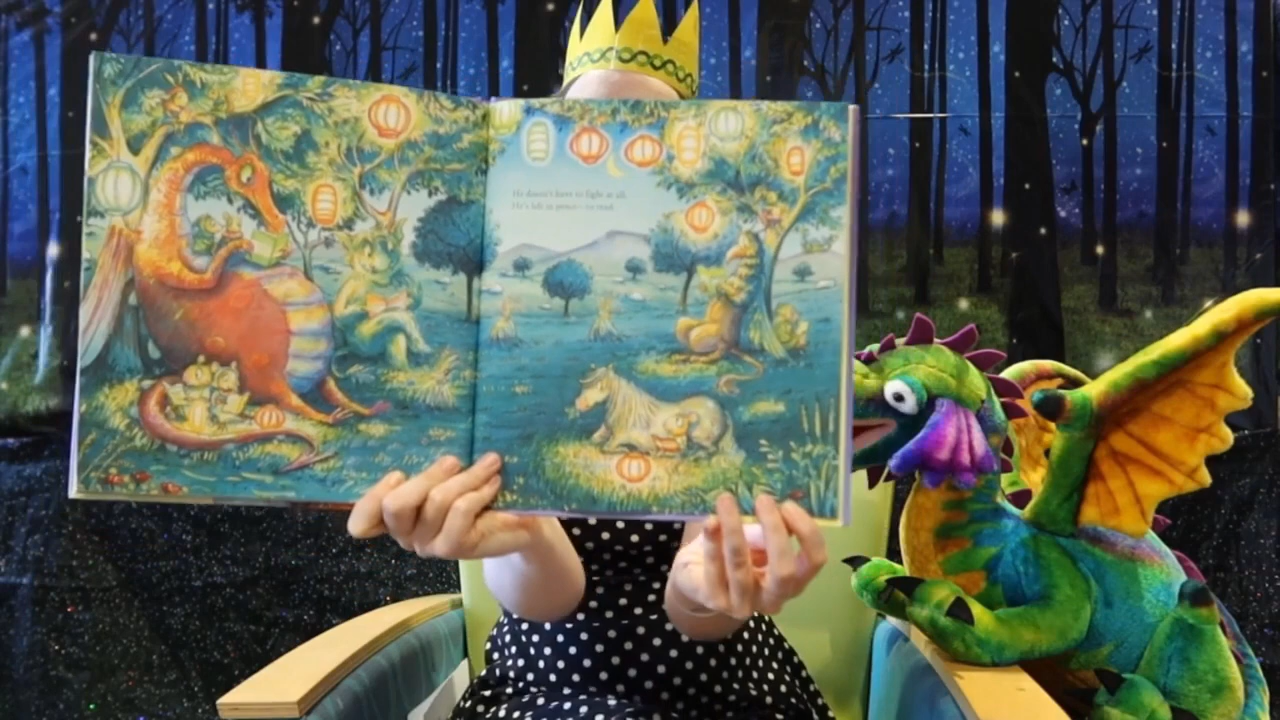 He doesn't have to fight at all.
He's left in peace—to read.